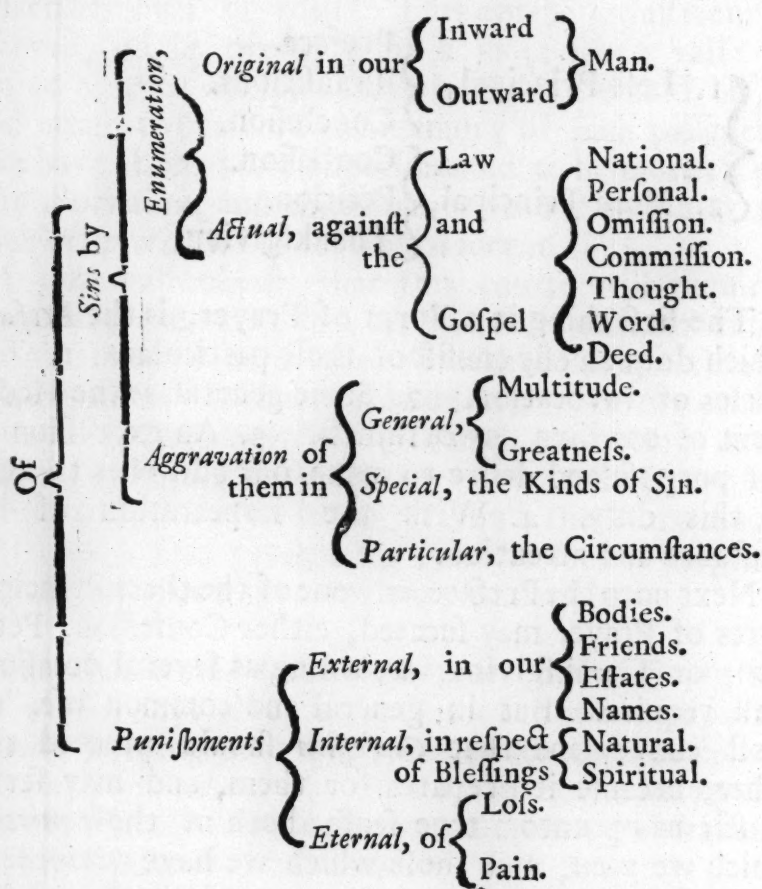 Of
Sins by
Enumeration,
Original in our
Inward
Outward
Man.
Actual, againſt
the
Law
and
Goſpel
National.
Perſonal.
Omiſſion.
Commiſſion.
Thought.
Word.
Deed.
Aggravation of
them in
General,
Multitude.
Greatneſs.
Special, the Kinds of Sin.
Particular, the Circumſtances.
Puniſhments
External, in our
Bodies.
Friends.
Eſtates.
Names.
Internal, in reſpect
of Bleſſings
Natural.
Spiritual.
Eternal, of
Loſs.
Pain.